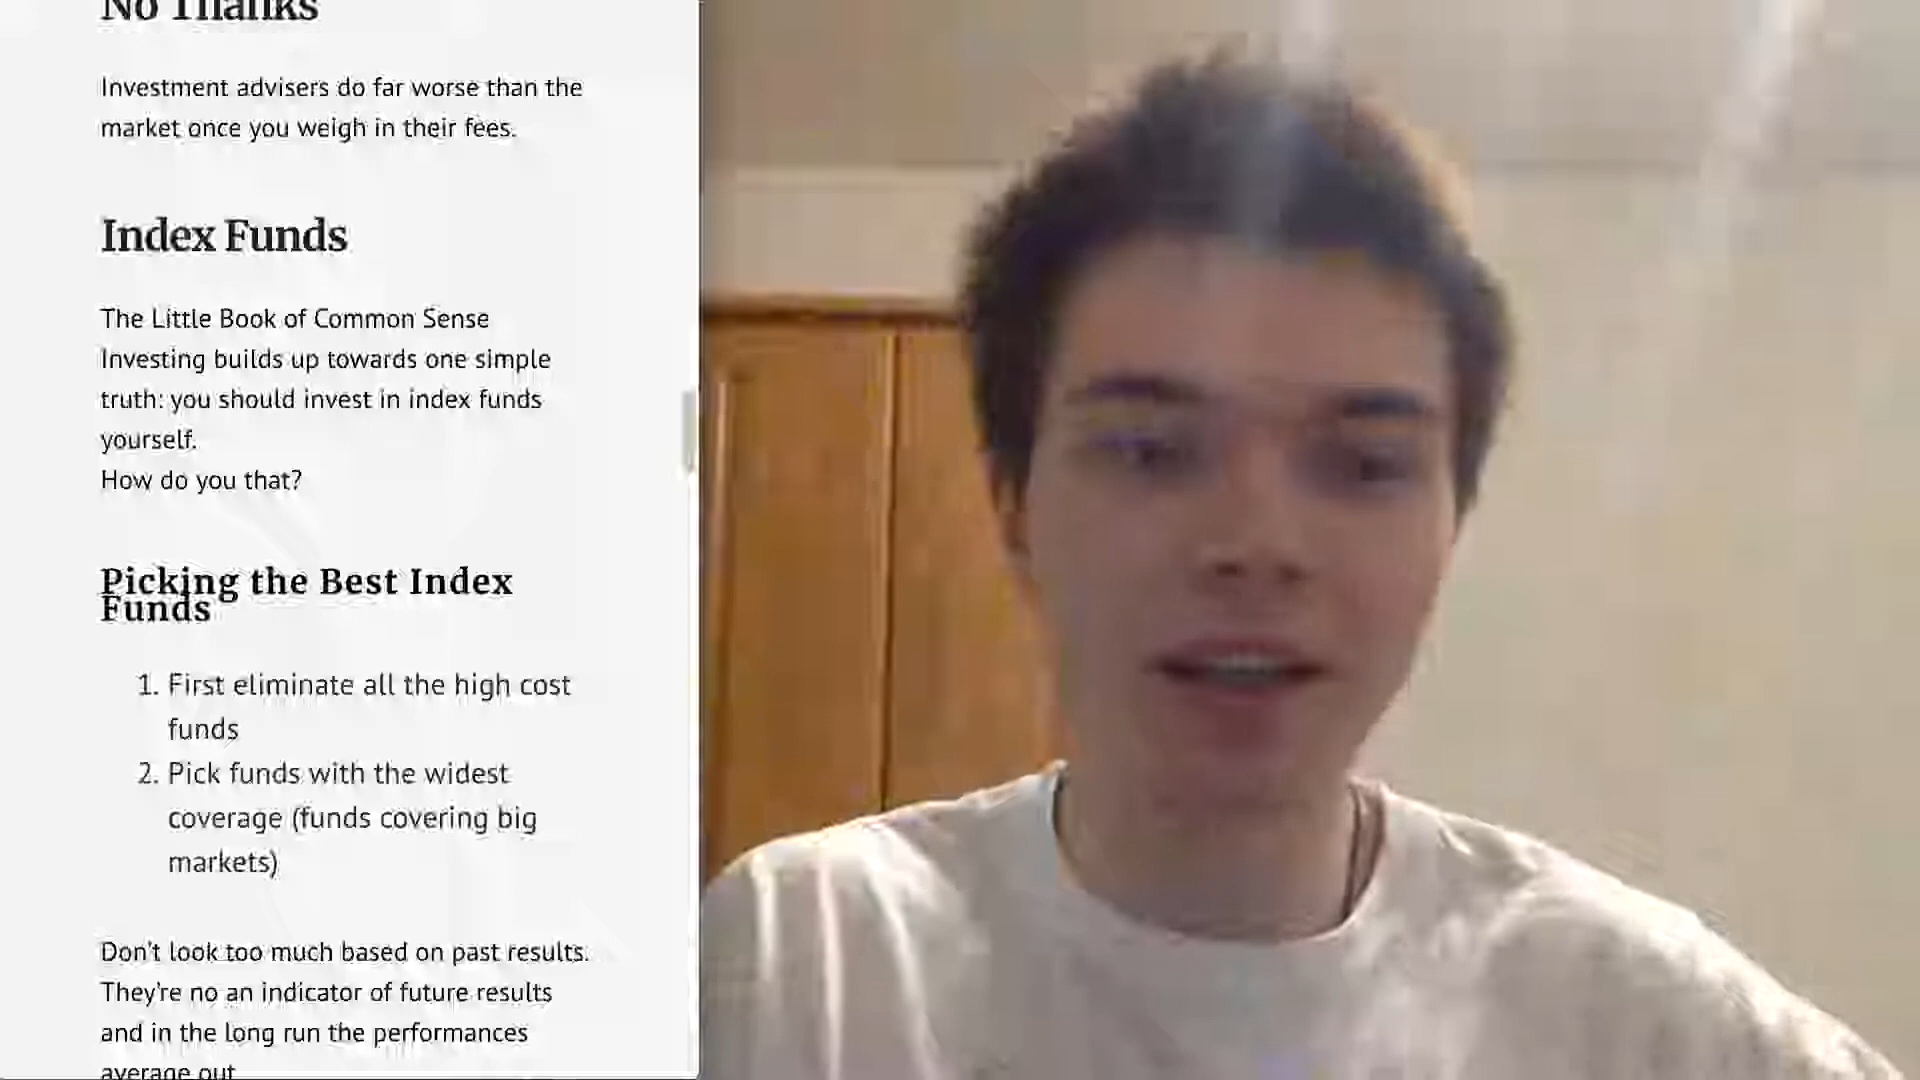 No Thanks
Investment advisers do far worse than the
market once you weigh in their fees.
Index Funds
The Little Book of Common Sense
Investing builds up towards one simple
truth: you should invest in index funds
yourself.
How do you that?
Picking the Best Index
Funds
1. First eliminate all the high cost
funds
2. Pick funds with the widest
coverage (funds covering big
markets)
Don't look too much based on past results.
They're no an indicator of future results
and in the long run the performances
average out